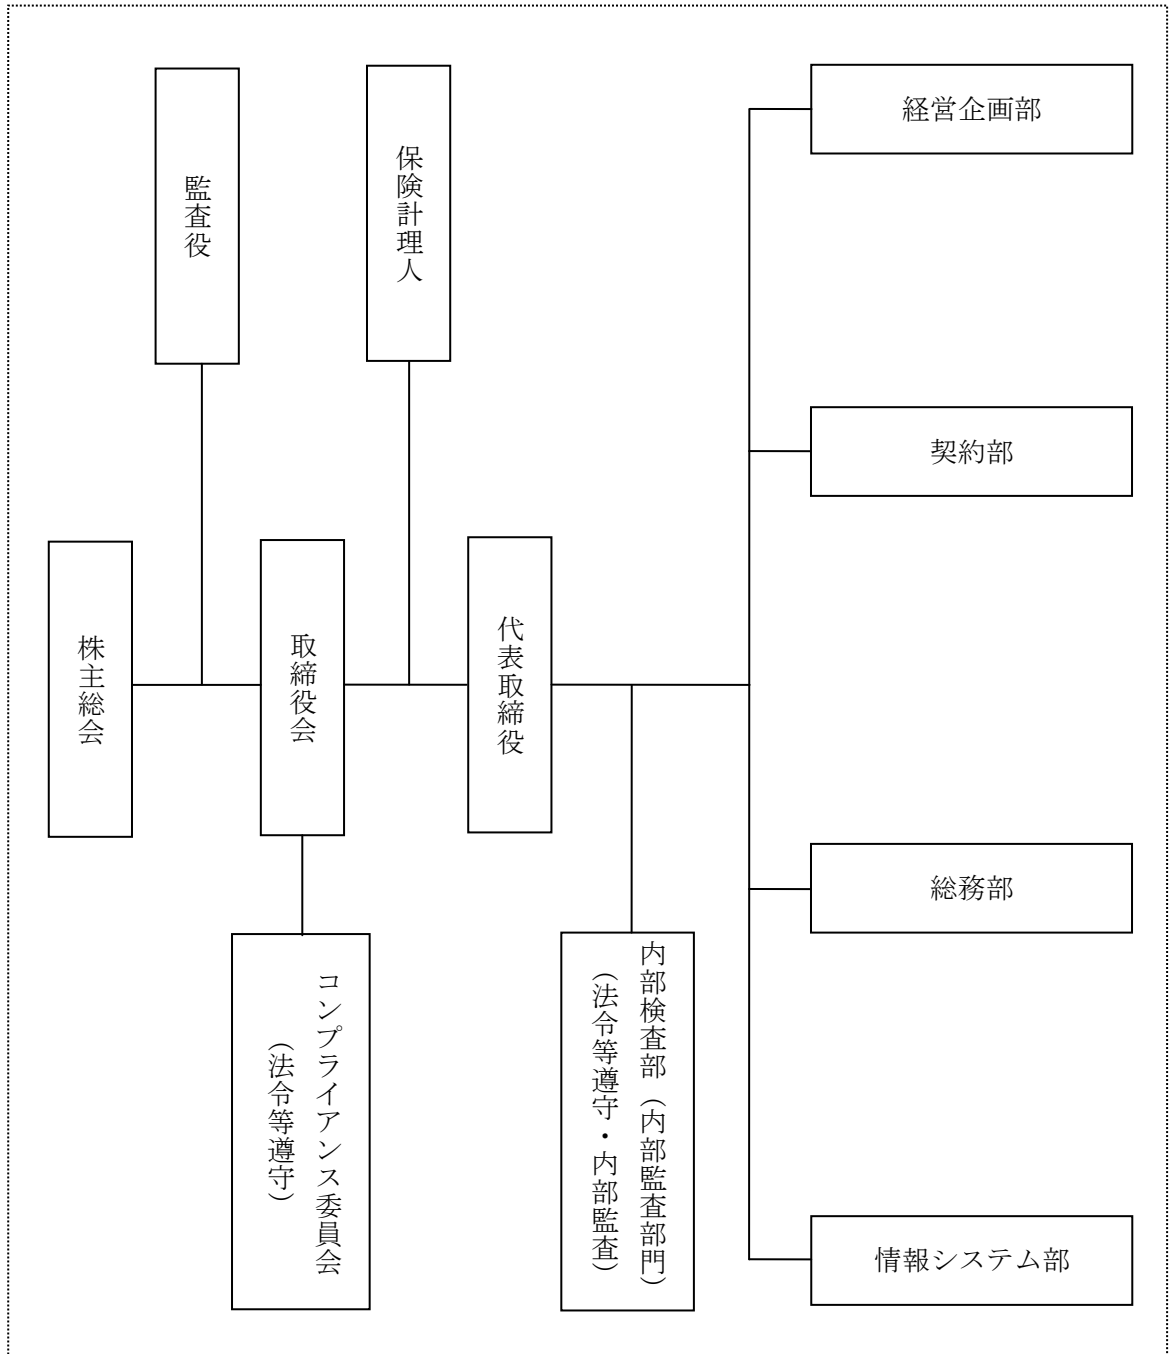 監査役
保険計理人
株主総会
取締役会
代表取締役
コンプライアンス委員会
(法令等遵守)
内部検査部(内部監査部門)
(法令等遵守・内部監査)
経営企画部
契約部
総務部
情報システム部